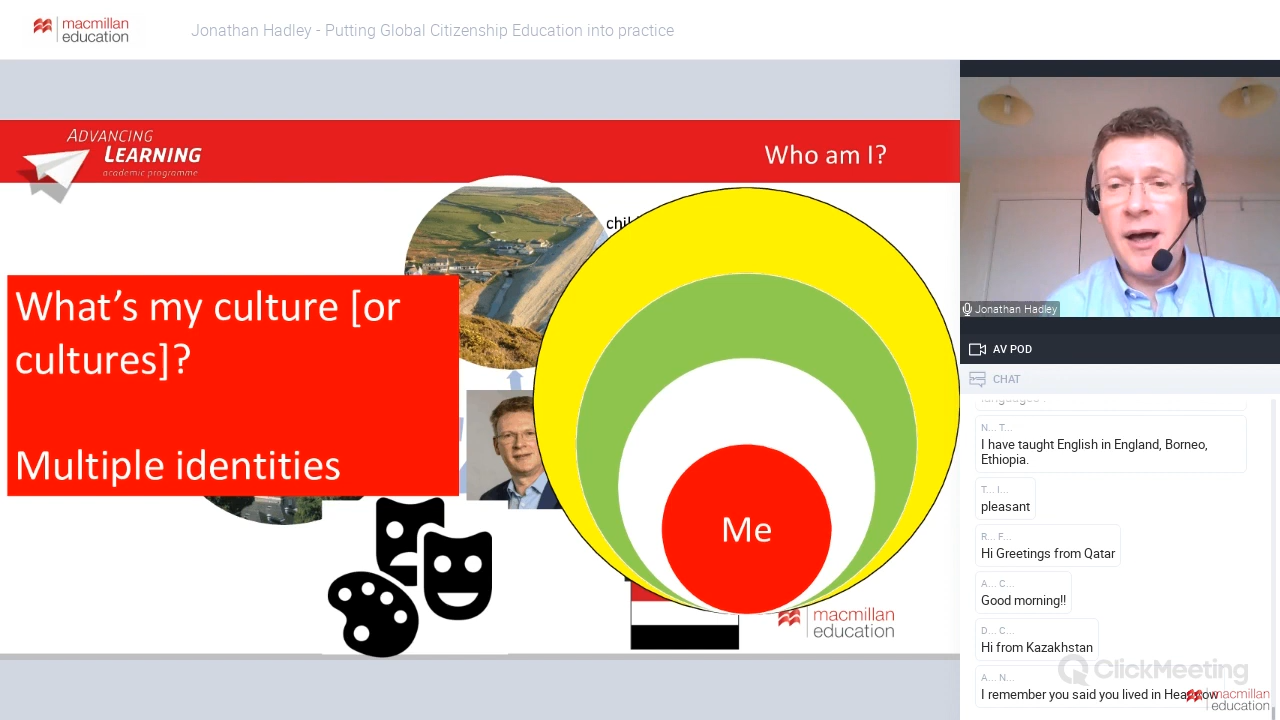 macmillan
education
Jonathan Hadley - Putting Global Citizenship Education into practice
ADVANCING
LEARNING
academic programme
Who am I?
What's my culture [or
cultures]?
Multiple identities
Me
macmillan
education
Jonathan Hadley
AV POD
CHAT
N... T...
I have taught English in England, Borneo,
Ethiopia.
T... I...
pleasant
R... F...
Hi Greetings from Qatar
A... C...
Good morning!!
D... C...
Hi from Kazakhstan
ClickMeeting
A... N...
I remember you said you lived in
macmillan
education